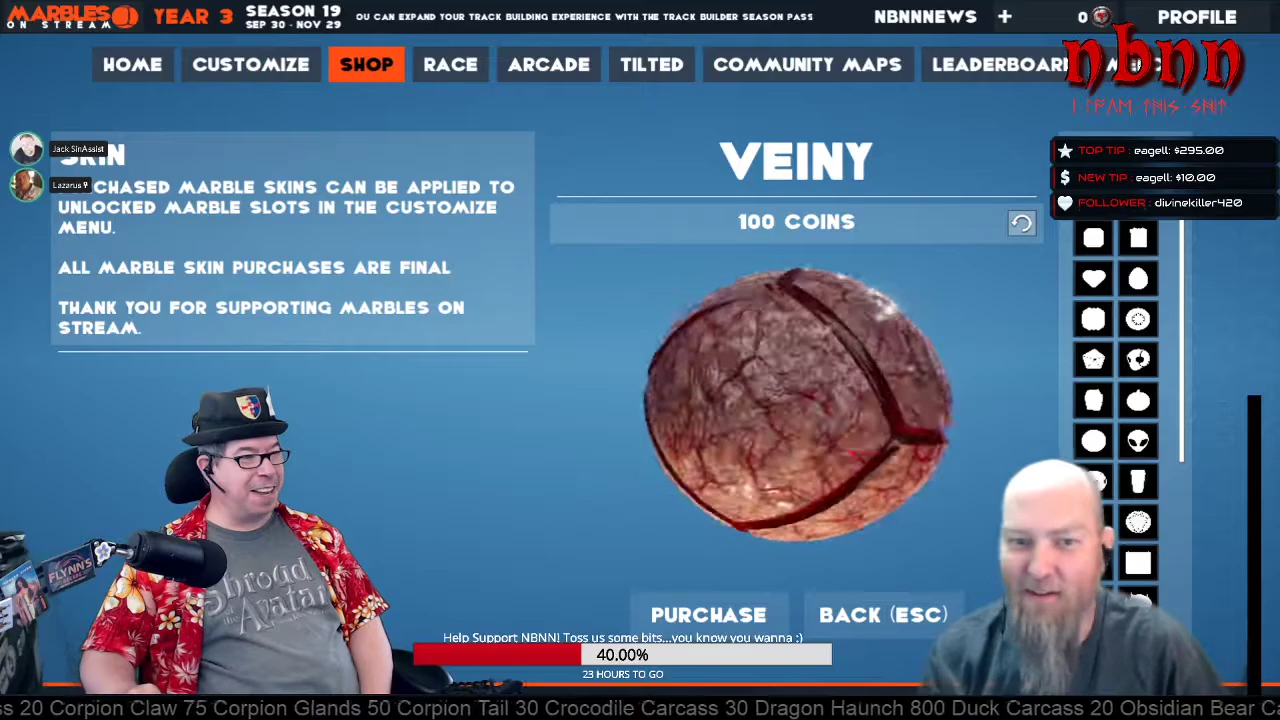 MARBLES
ON STREAM
YEAR 3
SEASON 19
SEP 30 - NOV 29
OU CAN EXPAND YOUR TRACK BUILDING EXPERIENCE WITH THE TRACK BUILDER SEASON PASS
NBNNNEWS +
0
PROFILE
HOME
CUSTOMIZE
SHOP
RACE
ARCADE
TILTED
COMMUNITY MAPS
LEADERBOAR
nbnn
Jack SinAssist
SKIN
Lazarus
CHASED MARBLE SKINS CAN BE APPLIED TO
UNLOCKED MARBLE SLOTS IN THE CUSTOMIZE
MENU.
ALL MARBLE SKIN PURCHASES ARE FINAL
THANK YOU FOR SUPPORTING MARBLES ON
STREAM.
VEINY
100 COINS
TOP TIP : eagell: $295.00
NEW TIP : eagell: $10.00
FOLLOWER : divinekiller420
FLYNN'S
Shroud
of the
Avatar
PURCHASE
BACK (ESC)
Help Support NBNN! Toss us some bits...you know you wanna :)
40.00%
23 HOURS TO GO
ss 20 Corpion Claw 75 Corpion Glands 50 Corpion Tail 30 Crocodile Carcass 30 Dragon Haunch 800 Duck Carcass 20 Obsidian Bear Ca